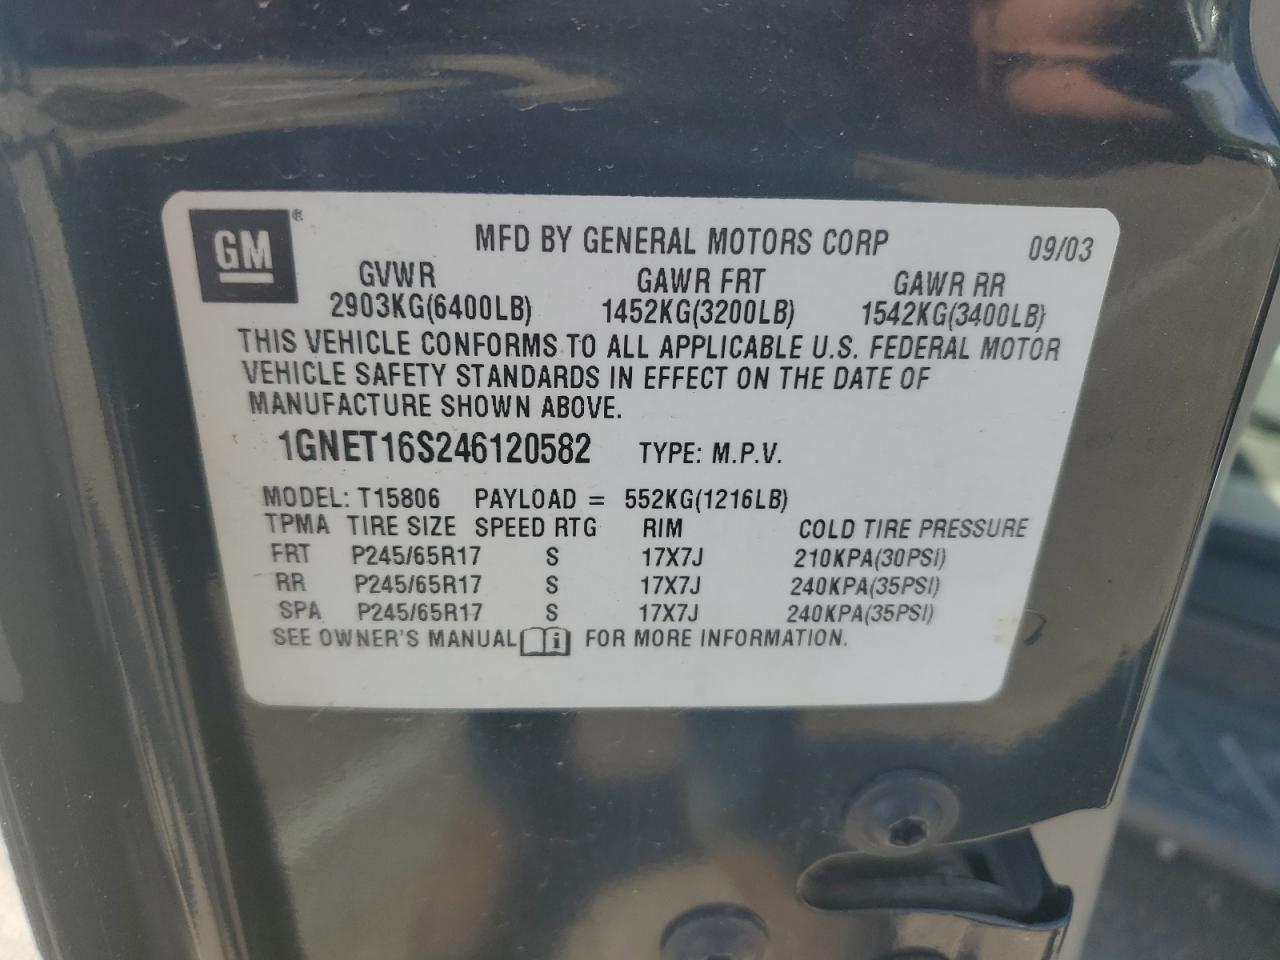 GM ®
MFD BY GENERAL MOTORS CORP 09/03
GVWR GAWR FRT GAWR RR
2903KG(6400LB) 1452KG(3200LB) 1542KG(3400LB)
THIS VEHICLE CONFORMS TO ALL APPLICABLE U.S. FEDERAL MOTOR
VEHICLE SAFETY STANDARDS IN EFFECT ON THE DATE OF
MANUFACTURE SHOWN ABOVE.
1GNET16S246120582 TYPE: M.P.V.
MODEL: T15806 PAYLOAD = 552KG(1216LB)
TPMA TIRE SIZE SPEED RTG RIM COLD TIRE PRESSURE
FRT P245/65R17 S 17X7J 210KPA(30PSI)
RR P245/65R17 S 17X7J 240KPA(35PSI)
SPA P245/65R17 S 17X7J 240KPA(35PSI)
SEE OWNER'S MANUAL i FOR MORE INFORMATION.